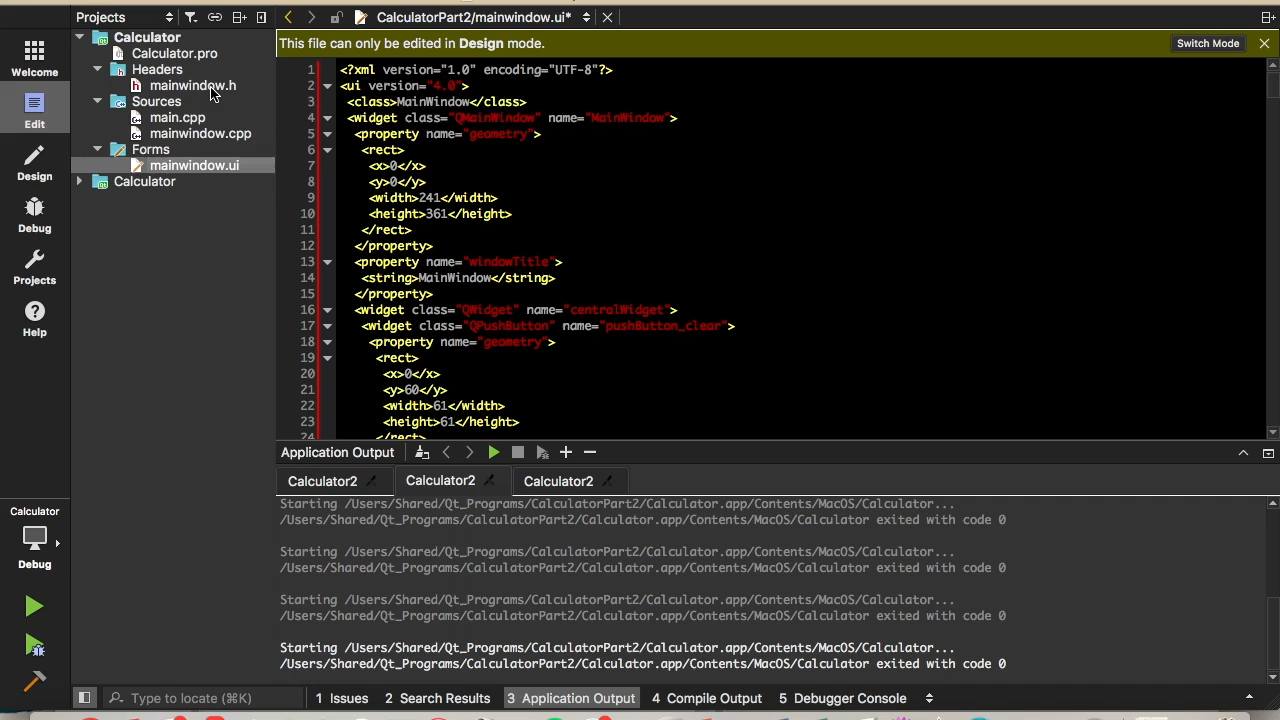 Projects
CalculatorPart2/mainwindow.ui*
Welcome
Edit
Design
Debug
Projects
Help
Calculator
Debug
Calculator
Calculator.pro
Headers
mainwindow.h
Sources
main.cpp
mainwindow.cpp
Forms
mainwindow.ui
Calculator
This file can only be edited in Design mode.
Switch Mode
1 <?xml version="1.0" encoding="UTF-8"?>
2 <ui version="4.0">
3 <class>MainWindow</class>
4 <widget class="QMainWindow" name="MainWindow">
5 <property name="geometry">
6 <rect>
7 <x>0</x>
8 <y>0</y>
9 <width>241</width>
10 <height>361</height>
11 </rect>
12 </property>
13 <property name="windowTitle">
14 <string>MainWindow</string>
15 </property>
16 <widget class="QWidget" name="centralWidget">
17 <widget class="QPushButton" name="pushButton_clear">
18 <property name="geometry">
19 <rect>
20 <x>0</x>
21 <y>60</y>
22 <width>61</width>
23 <height>61</height>
24 </rect>
Application Output
Calculator2
Calculator2
Calculator2
Starting /Users/Shared/Qt_Programs/CalculatorPart2/Calculator.app/Contents/MacOS/Calculator...
/Users/Shared/Qt_Programs/CalculatorPart2/Calculator.app/Contents/MacOS/Calculator exited with code 0
Starting /Users/Shared/Qt_Programs/CalculatorPart2/Calculator.app/Contents/MacOS/Calculator...
/Users/Shared/Qt_Programs/CalculatorPart2/Calculator.app/Contents/MacOS/Calculator exited with code 0
Starting /Users/Shared/Qt_Programs/CalculatorPart2/Calculator.app/Contents/MacOS/Calculator...
/Users/Shared/Qt_Programs/CalculatorPart2/Calculator.app/Contents/MacOS/Calculator exited with code 0
Starting /Users/Shared/Qt_Programs/CalculatorPart2/Calculator.app/Contents/MacOS/Calculator...
/Users/Shared/Qt_Programs/CalculatorPart2/Calculator.app/Contents/MacOS/Calculator exited with code 0
Type to locate (⌘K) 1 Issues 2 Search Results 3 Application Output 4 Compile Output 5 Debugger Console